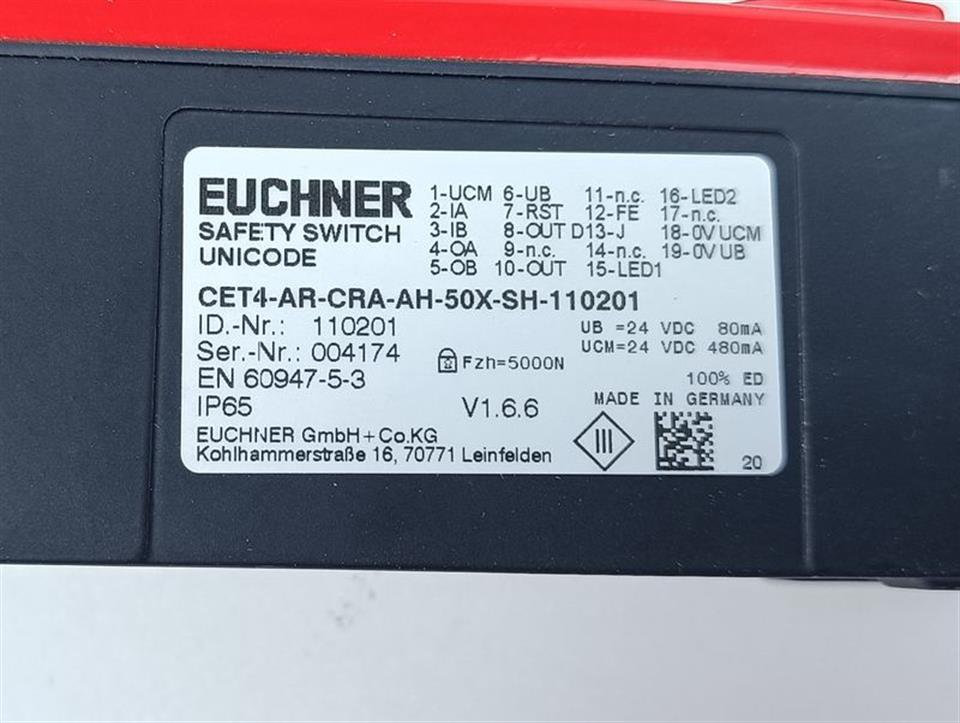 EUCHNER
SAFETY SWITCH
UNICODE
1-UCM 6-UB 11-n.c. 16-LED2
2-IA 7-RST 12-FE 17-n.c.
3-IB 8-OUT D 13-J 18-0V UCM
4-OA 9-n.c. 14-n.c. 19-0V UB
5-OB 10-OUT 15-LED1
CET4-AR-CRA-AH-50X-SH-110201
ID.-Nr.: 110201
UB =24 VDC 80mA
Ser.-Nr.: 004174
Fzh=5000N
UCM=24 VDC 480mA
EN 60947-5-3
100% ED
IP65
V1.6.6
MADE IN GERMANY
EUCHNER GmbH+Co.KG
Kohlhammerstraße 16, 70771 Leinfelden
III
20